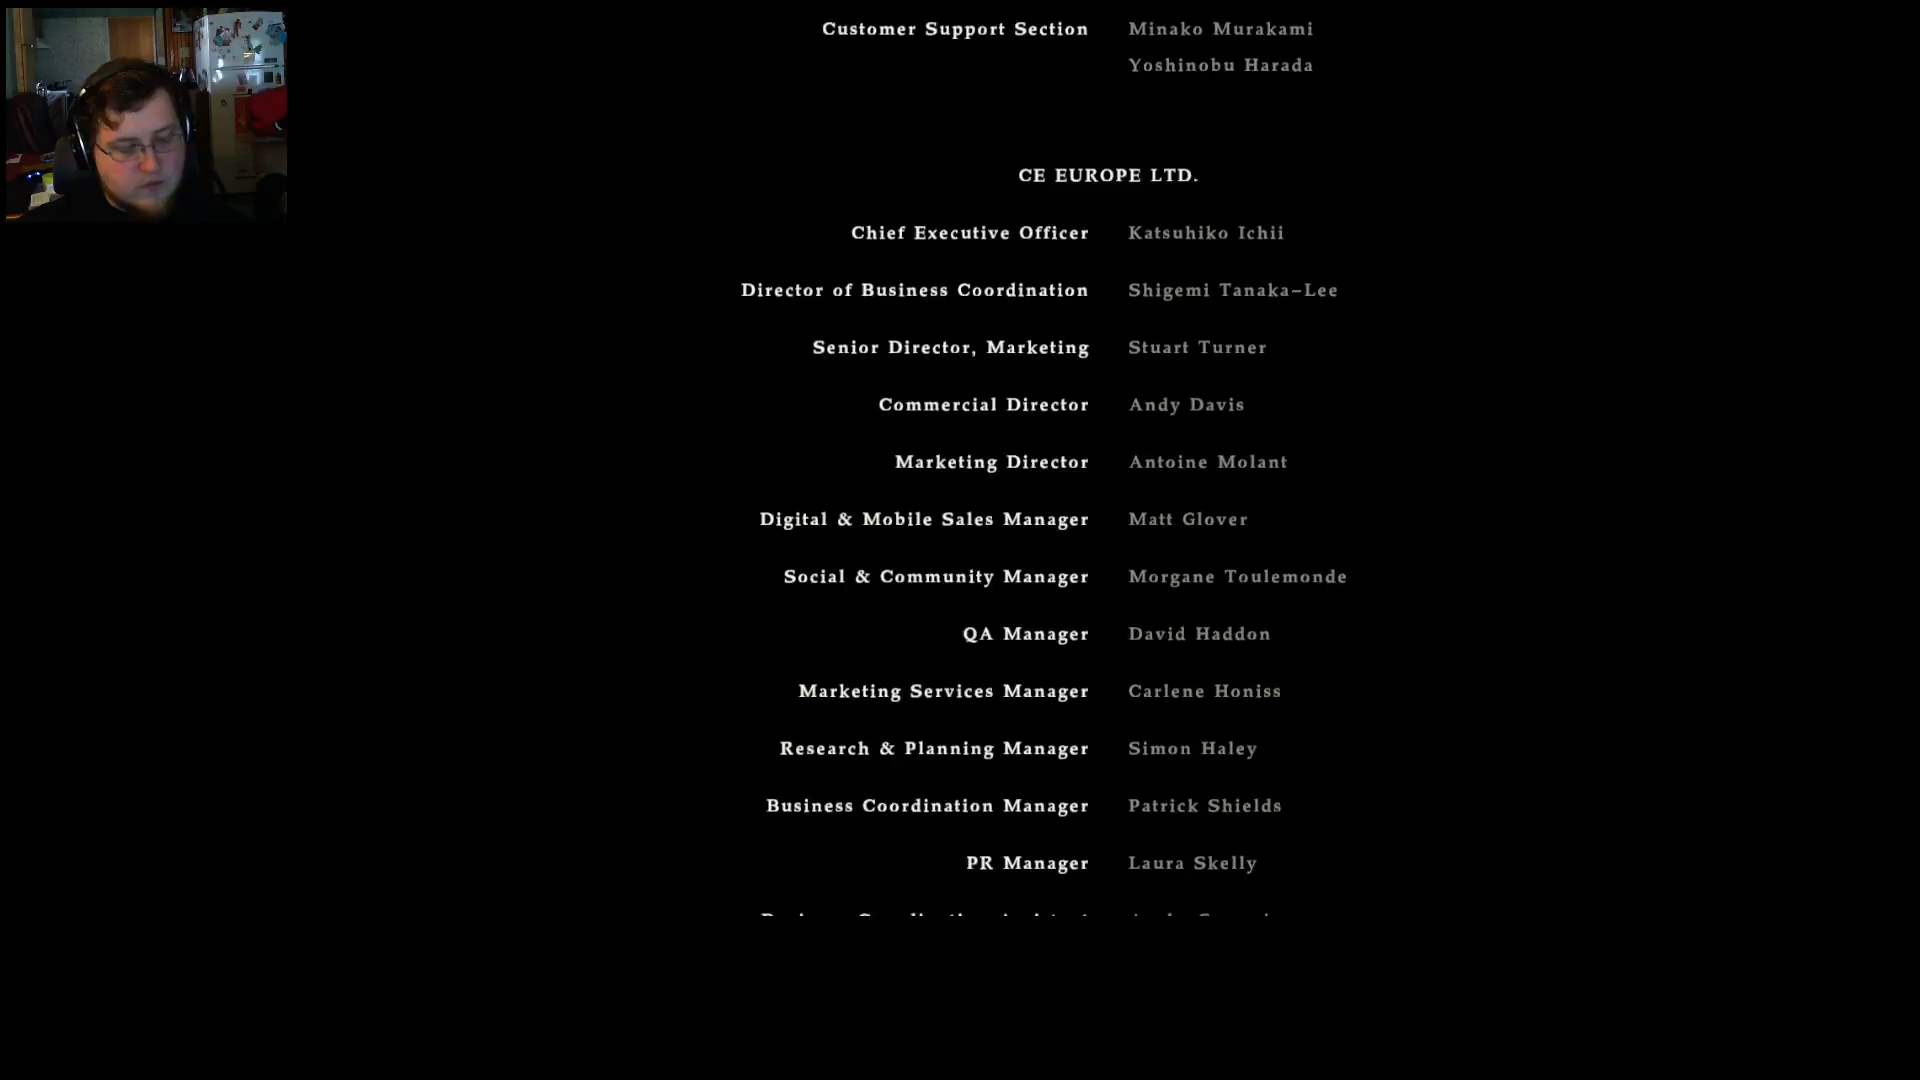 Customer Support Section Minako Murakami
Yoshinobu Harada
CE EUROPE LTD.
Chief Executive Officer Katsuhiko Ichii
Director of Business Coordination Shigemi Tanaka-Lee
Senior Director, Marketing Stuart Turner
Commercial Director Andy Davis
Marketing Director Antoine Molant
Digital & Mobile Sales Manager Matt Glover
Social & Community Manager Morgane Toulemonde
QA Manager David Haddon
Marketing Services Manager Carlene Honiss
Research & Planning Manager Simon Haley
Business Coordination Manager Patrick Shields
PR Manager Laura Skelly